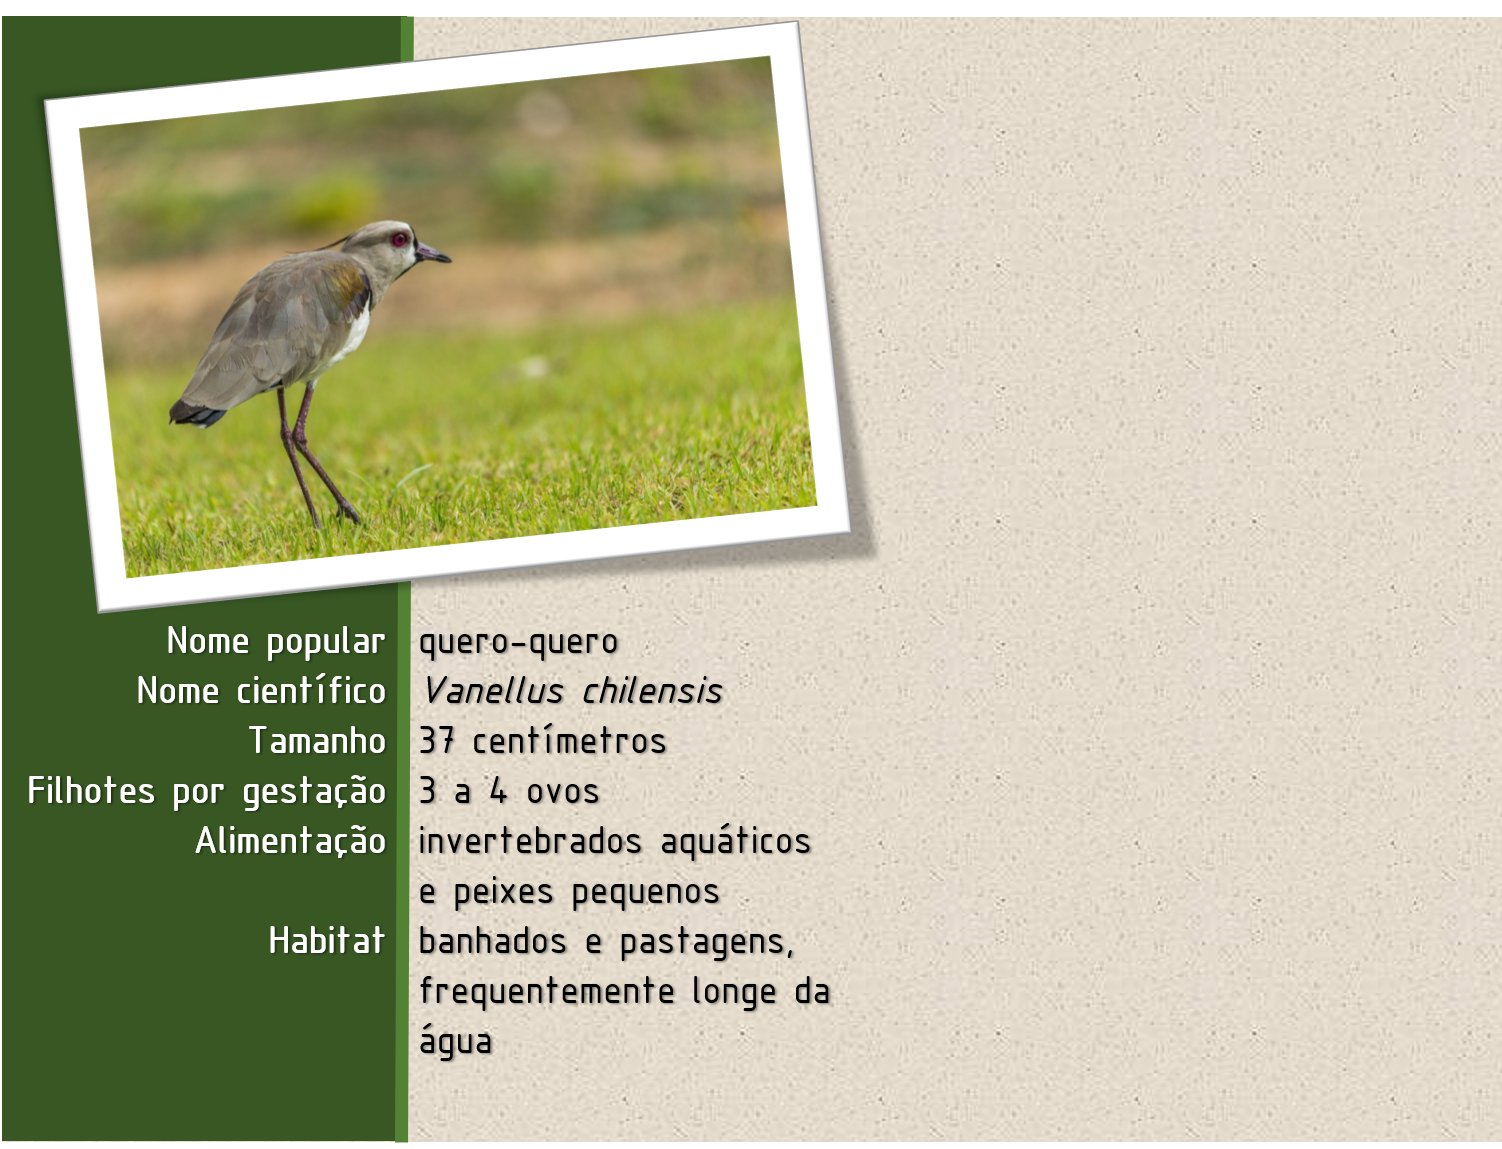 Nome popular quero-quero
Nome científico Vanellus chilensis
Tamanho 37 centímetros
Filhotes por gestação 3 a 4 ovos
Alimentação invertebrados aquáticos
e peixes pequenos
Habitat banhados e pastagens,
frequentemente longe da
água